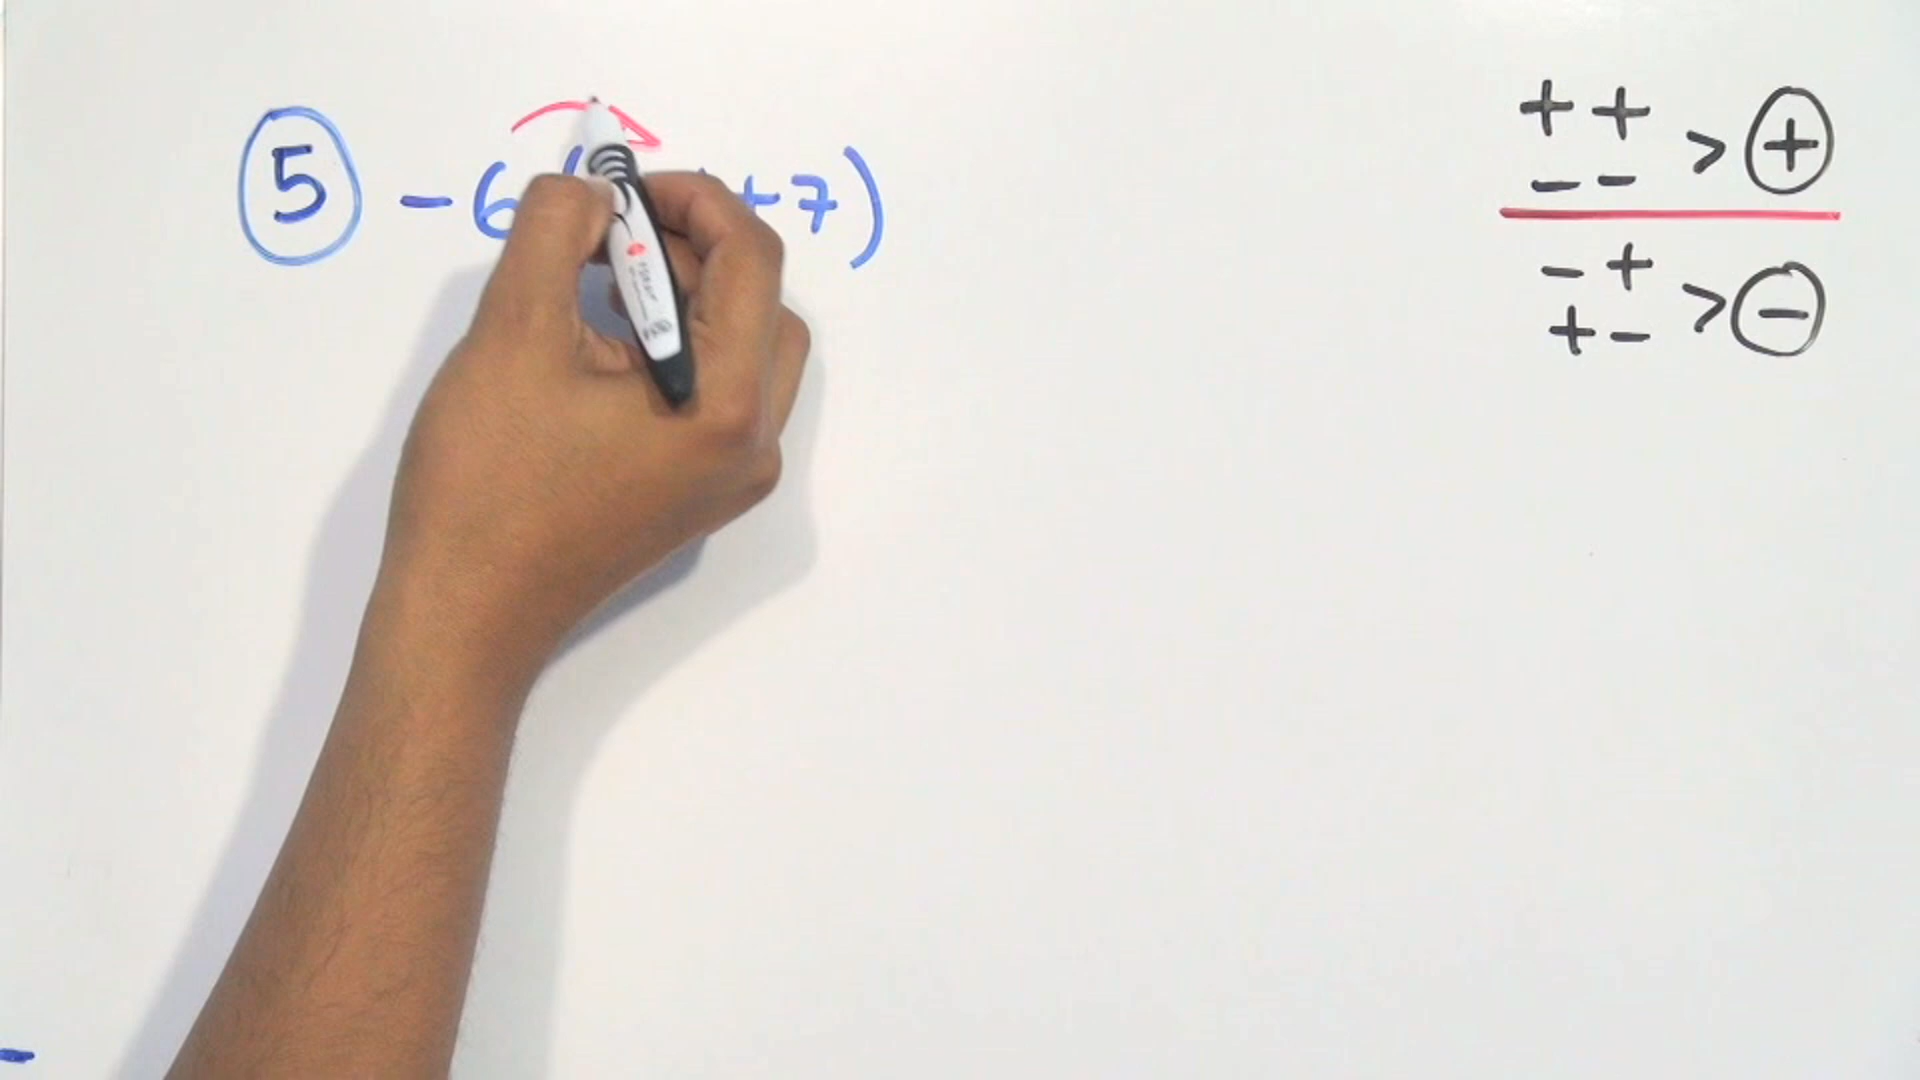 5 -6( +7)
+ +
- - > +
- +
+ - > -
-